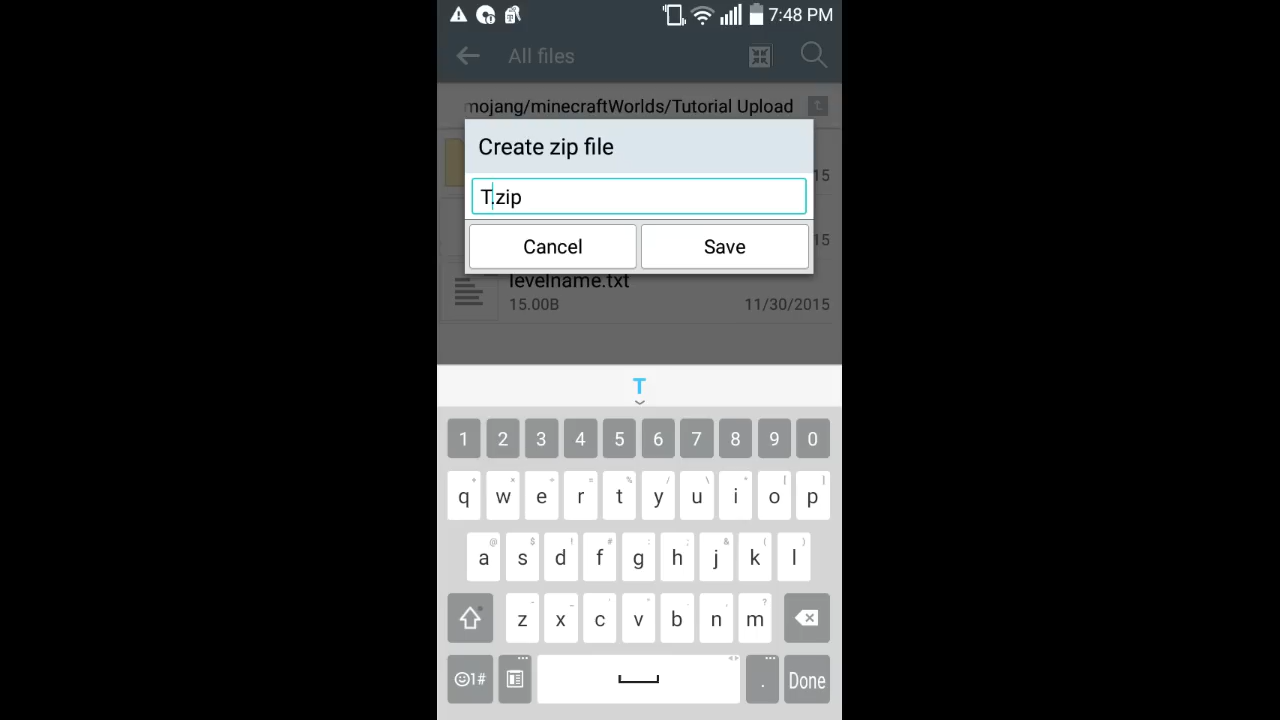 7:48 PM
All files
mojang/minecraftWorlds/Tutorial Upload
Create zip file
15
T.zip
15
Cancel
Save
levelname.txt
15.00B
11/30/2015
T
1 2 3 4 5 6 7 8 9 0
q w e r t y u i o p
a s d f g h j k l
z x c v b n m
1#
.
Done